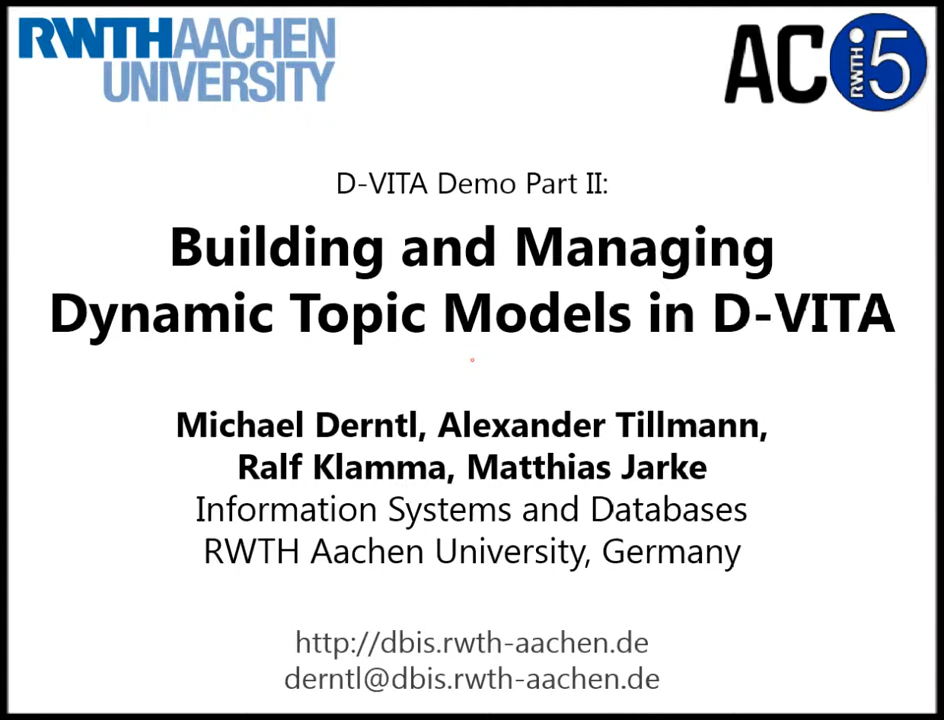 RWTHAACHEN
UNIVERSITY
ACi5
RWTH
D-VITA Demo Part II:
Building and Managing
Dynamic Topic Models in D-VITA
Michael Derntl, Alexander Tillmann,
Ralf Klamma, Matthias Jarke
Information Systems and Databases
RWTH Aachen University, Germany
http://dbis.rwth-aachen.de
derntl@dbis.rwth-aachen.de